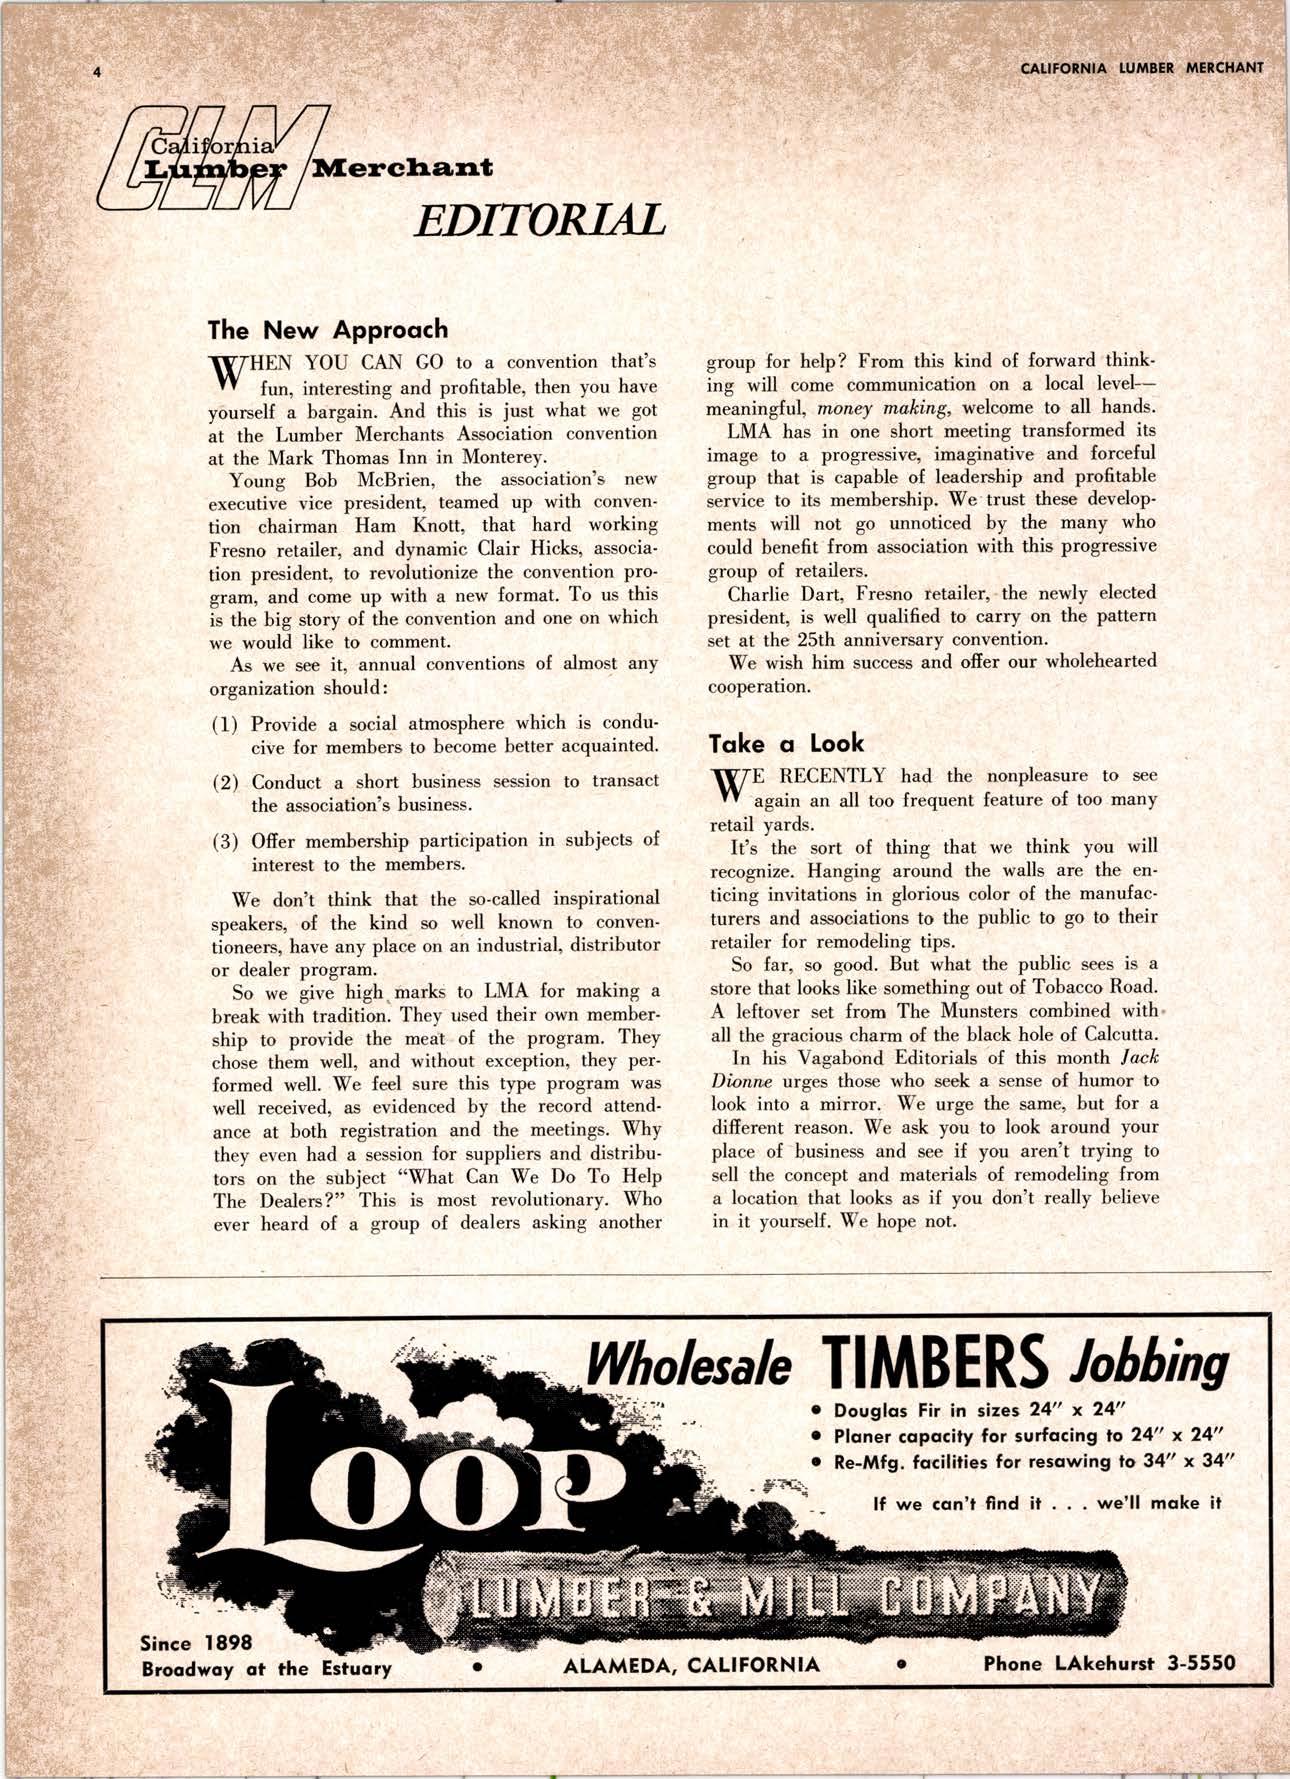 4
CALIFORNIA LUMBER MERCHANT
CLM
California
Lumber Merchant
EDITORIAL
The New Approach
WHEN YOU CAN GO to a convention that's
fun, interesting and profitable, then you have
yourself a bargain. And this is just what we got
at the Lumber Merchants Association convention
at the Mark Thomas Inn in Monterey.
Young Bob McBrien, the association's new
executive vice president, teamed up with conven-
tion chairman Ham Knott, that hard working
Fresno retailer, and dynamic Clair Hicks, associa-
tion president, to revolutionize the convention pro-
gram, and come up with a new format. To us this
is the big story of the convention and one on which
we would like to comment.
As we see it, annual conventions of almost any
organization should:
(1) Provide a social atmosphere which is condu-
cive for members to become better acquainted.
(2) Conduct a short business session to transact
the association's business.
(3) Offer membership participation in subjects of
interest to the members.
We don't think that the so-called inspirational
speakers, of the kind so well known to conven-
tioneers, have any place on an industrial, distributor
or dealer program.
So we give high marks to LMA for making a
break with tradition. They used their own member-
ship to provide the meat of the program. They
chose them well, and without exception, they per-
formed well. We feel sure this type program was
well received, as evidenced by the record attend-
ance at both registration and the meetings. Why
they even had a session for suppliers and distribu-
tors on the subject "What Can We Do To Help
The Dealers?" This is most revolutionary. Who
ever heard of a group of dealers asking another
group for help? From this kind of forward think-
ing will come communication on a local level—
meaningful, money making, welcome to all hands.
LMA has in one short meeting transformed its
image to a progressive, imaginative and forceful
group that is capable of leadership and profitable
service to its membership. We trust these develop-
ments will not go unnoticed by the many who
could benefit from association with this progressive
group of retailers.
Charlie Dart, Fresno retailer, the newly elected
president, is well qualified to carry on the pattern
set at the 25th anniversary convention.
We wish him success and offer our wholehearted
cooperation.
Take a Look
WE RECENTLY had the nonpleasure to see
again an all too frequent feature of too many
retail yards.
It's the sort of thing that we think you will
recognize. Hanging around the walls are the en-
ticing invitations in glorious color of the manufac-
turers and associations to the public to go to their
retailer for remodeling tips.
So far, so good. But what the public sees is a
store that looks like something out of Tobacco Road.
A leftover set from The Munsters combined with
all the gracious charm of the black hole of Calcutta.
In his Vagabond Editorials of this month Jack
Dionne urges those who seek a sense of humor to
look into a mirror. We urge the same, but for a
different reason. We ask you to look around your
place of business and see if you aren't trying to
sell the concept and materials of remodeling from
a location that looks as if you don't really believe
in it yourself. We hope not.
Wholesale TIMBERS Jobbing
• Douglas Fir in sizes 24" x 24"
• Planer capacity for surfacing to 24" x 24"
• Re-Mfg. facilities for resawing to 34" x 34"
If we can't find it . . . we'll make it
LOOP
LUMBER & MILL COMPANY
Since 1898
Broadway at the Estuary • ALAMEDA, CALIFORNIA • Phone LAkehurst 3-5550